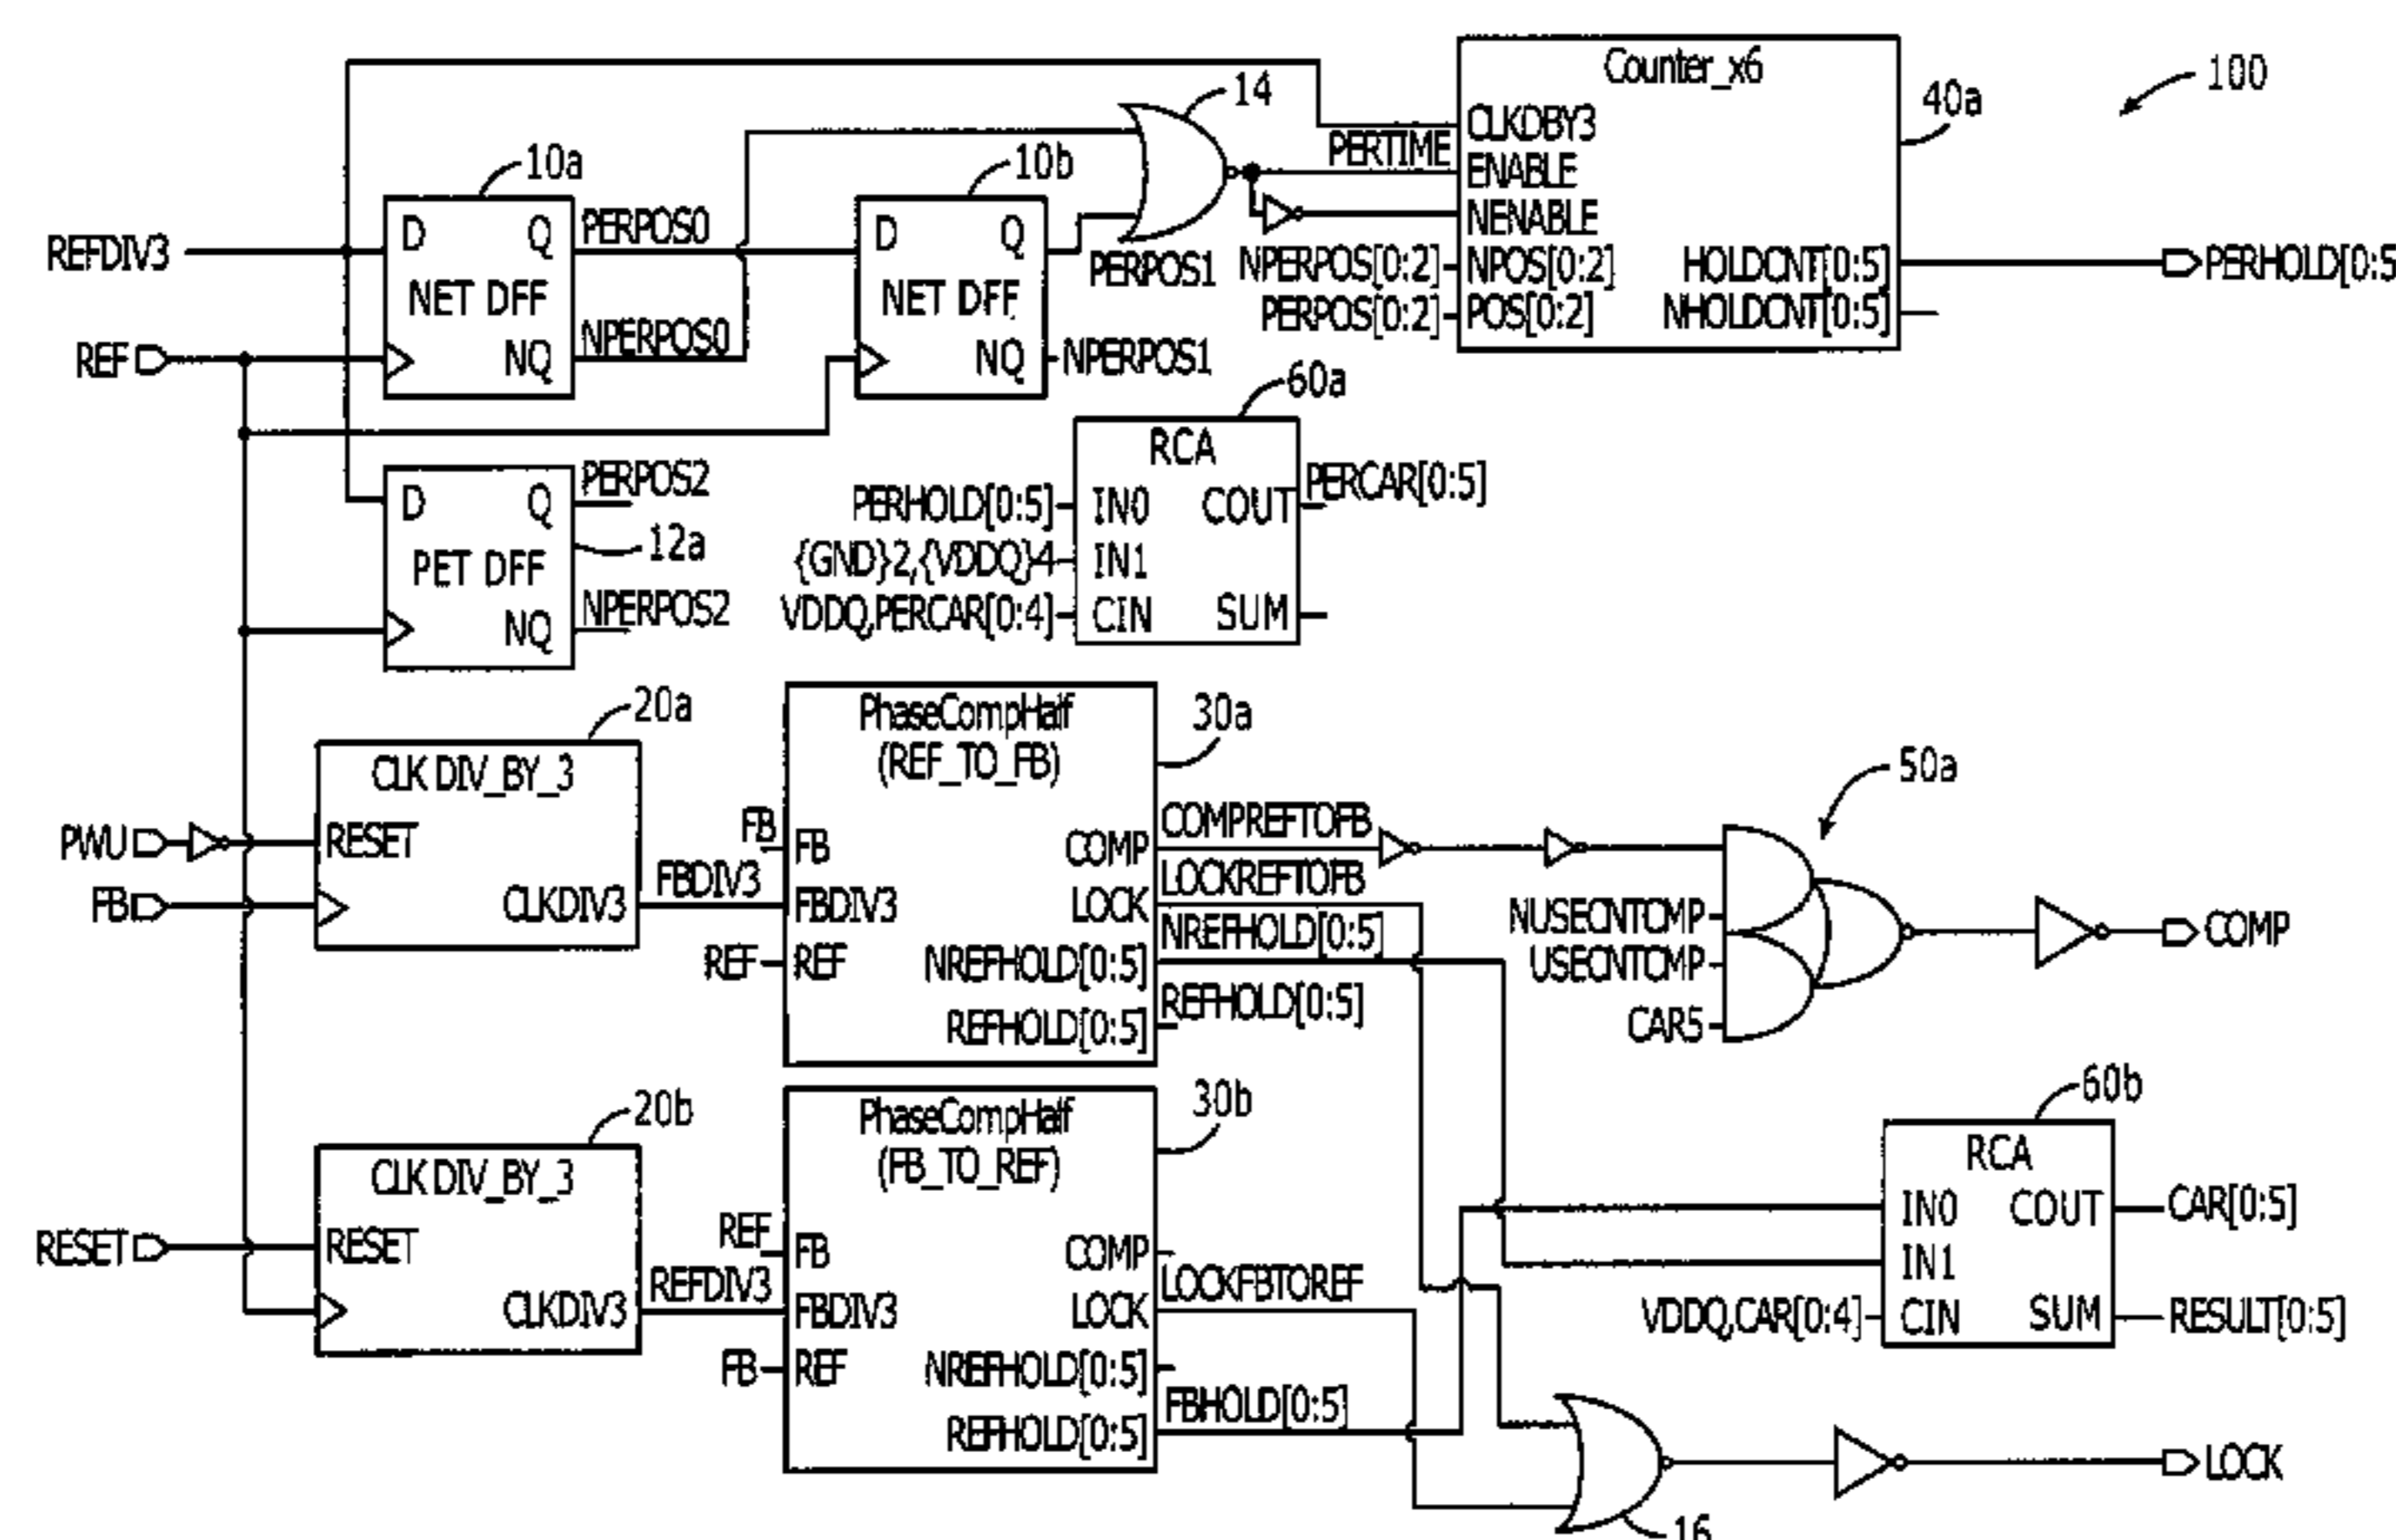 Counter_x6
100
14
40a
CLKDBY3
PERTIME
ENABLE
10a
10b
NENABLE
REFDIV3
D Q
PERPOS0
D Q
NET DFF
NET DFF
PERPOS1
NPERPOS[0:2]
NPOS[0:2]
HOLDCNT[0:5]
PERHOLD[0:5
PERPOS[0:2]
POS[0:2]
NHOLDCNT[0:5]
REF
NQ
NPERPOS0
NQ
NPERPOS1
60a
RCA
PERPOS2
D Q
PERHOLD[0:5]
IN0
COUT
PERCAR[0:5]
12a
PET DFF
{GND}2,{VDDQ}4
IN1
NPERPOS2
NQ
VDDQ,PERCAR[0:4]
CIN
SUM
20a
PhaseCompHalf
(REF_TO_FB)
30a
CLK DIV_BY_3
50a
PWU
RESET
FB
FB
COMP
COMPREFTOFB
LOCKREFTOFB
FB
CLKDIV3
FBDIV3
FBDIV3
LOCK
NUSECNTCMP
NREFHOLD[0:5]
COMP
REF
REF
NREFHOLD[0:5]
USECNTCMP
REFHOLD[0:5]
REFHOLD[0:5]
CAR5
20b
PhaseCompHalf
(FB_TO_REF)
30b
60b
CLK DIV_BY_3
RCA
RESET
RESET
REF
FB
COMP
IN0
COUT
CAR[0:5]
IN1
CLKDIV3
REFDIV3
FBDIV3
LOCK
LOCKFBTOREF
VDDQ,CAR[0:4]
CIN
SUM
RESULT[0:5]
FB
REF
NREFHOLD[0:5]
FBHOLD[0:5]
REFHOLD[0:5]
LOCK
16